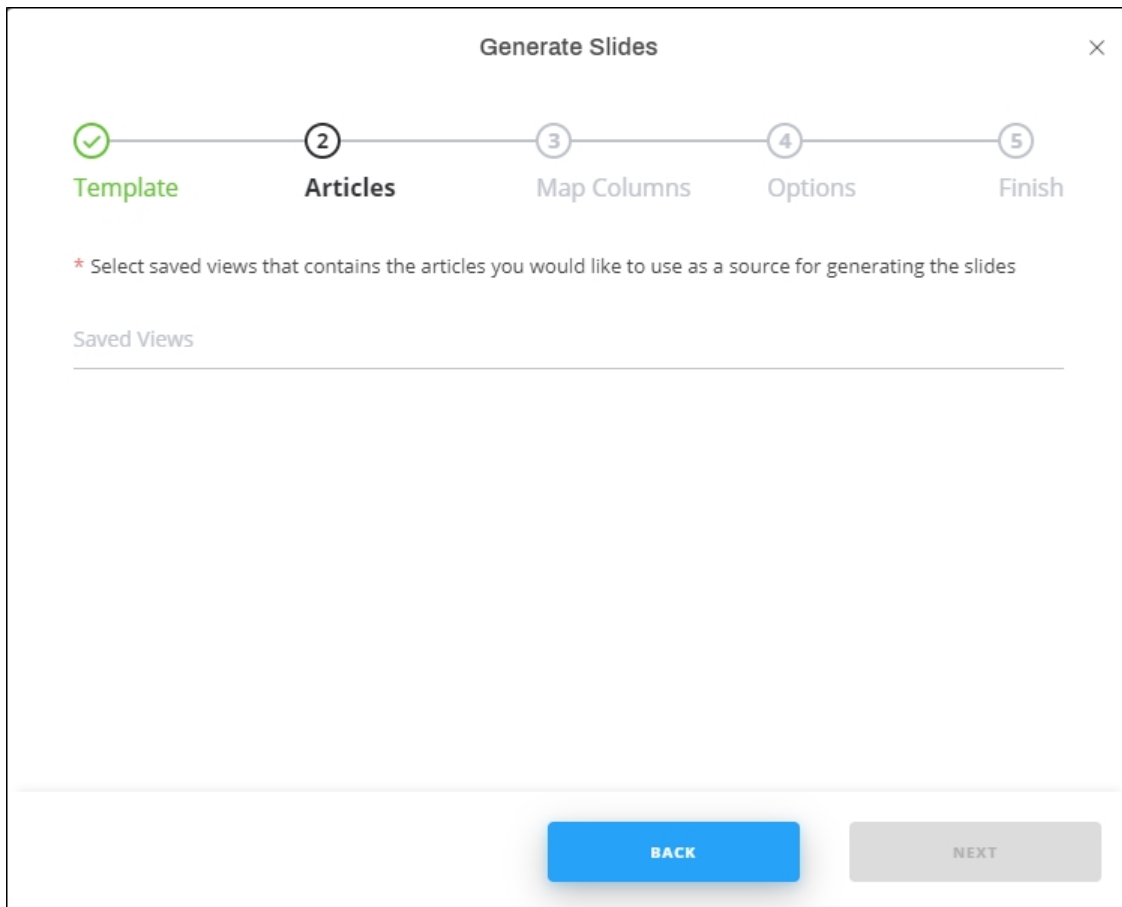 Generate Slides
2
3
4
5
Template
Articles
Map Columns
Options
Finish
* Select saved views that contains the articles you would like to use as a source for generating the slides
Saved Views
BACK
NEXT